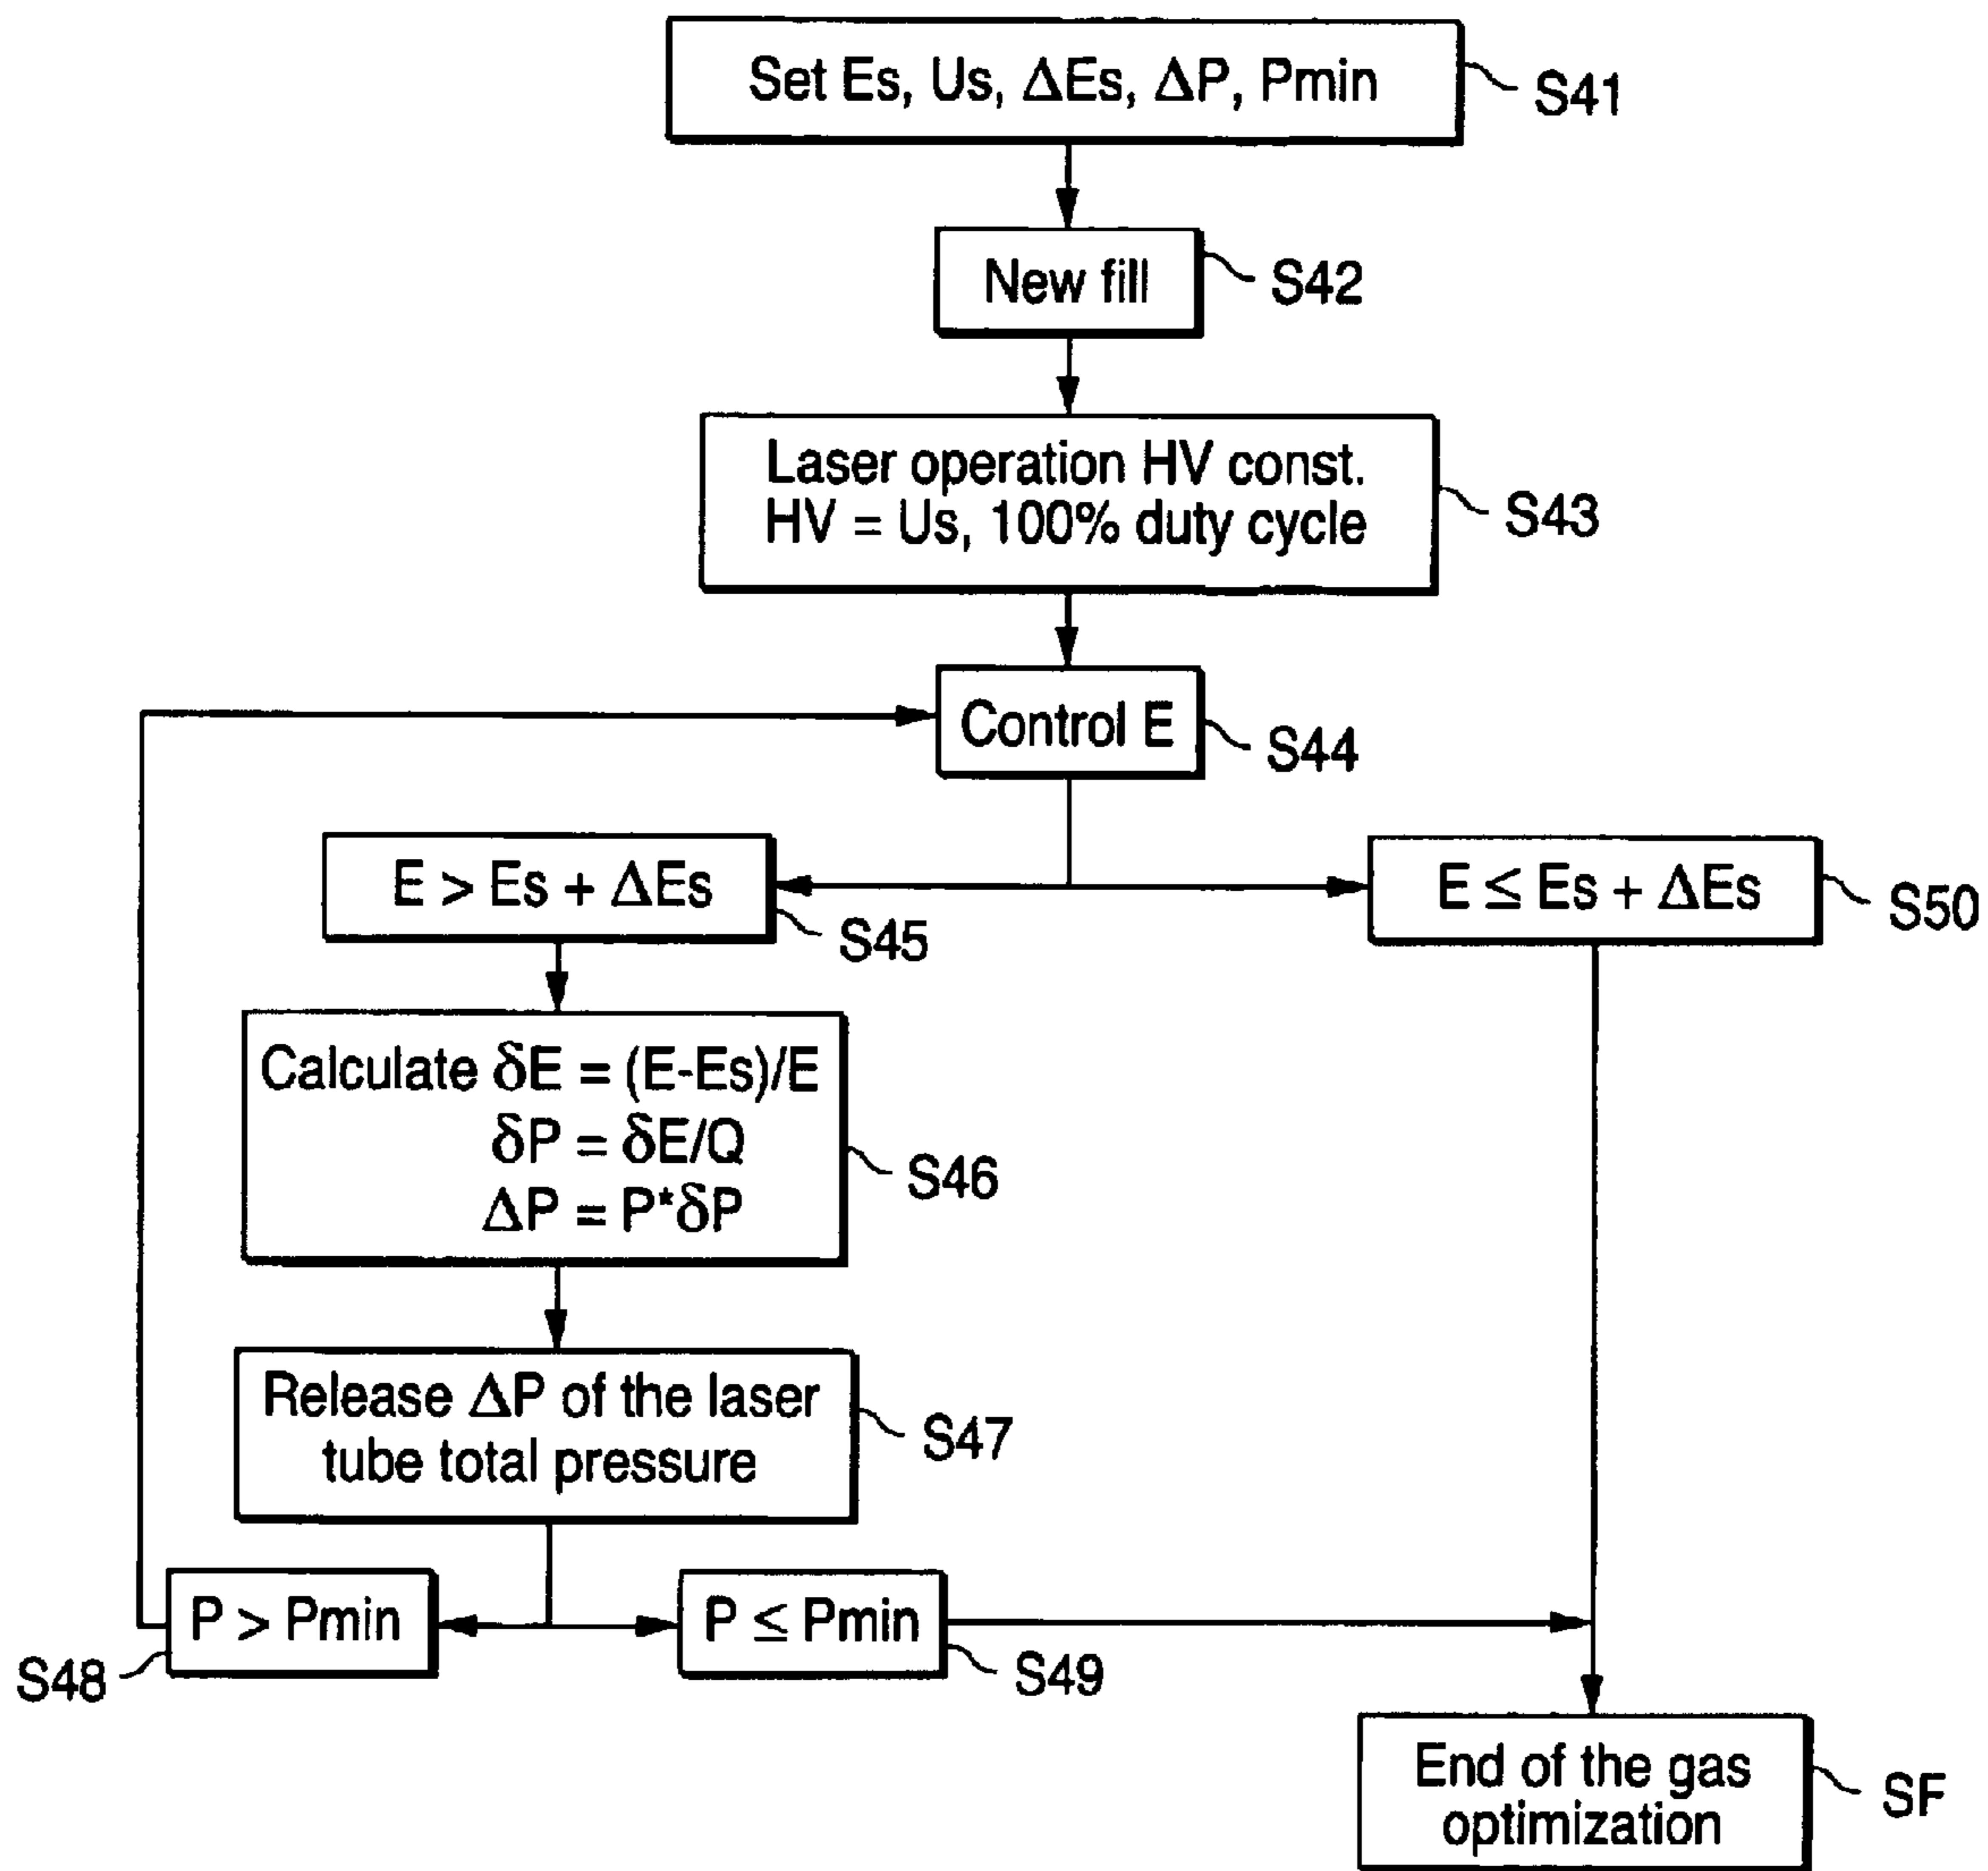 Set Es, Us, ΔEs, ΔP, Pmin
S41
New fill
S42
Laser operation HV const.
HV = Us, 100% duty cycle
S43
Control E
S44
E > Es + ΔEs
S45
E ≤ Es + ΔEs
S50
Calculate δE = (E-Es)/E
δP = δE/Q
ΔP = P*δP
S46
Release ΔP of the laser
tube total pressure
S47
P > Pmin
S48
P ≤ Pmin
S49
End of the gas
optimization
SF